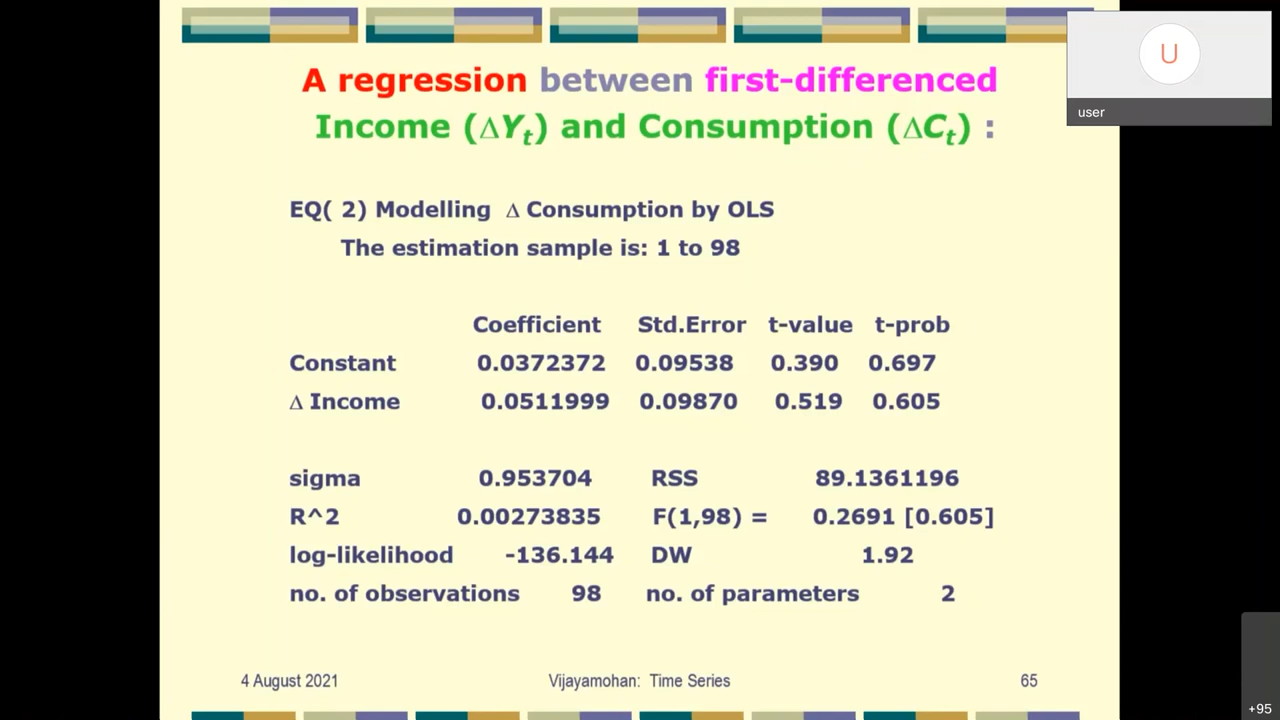 A regression between first-differenced
Income (ΔYt) and Consumption (ΔCt) :
U
user
EQ( 2) Modelling Δ Consumption by OLS
The estimation sample is: 1 to 98
Coefficient Std.Error t-value t-prob
Constant 0.0372372 0.09538 0.390 0.697
Δ Income 0.0511999 0.09870 0.519 0.605
sigma 0.953704 RSS 89.1361196
R^2 0.00273835 F(1,98) = 0.2691 [0.605]
log-likelihood -136.144 DW 1.92
no. of observations 98 no. of parameters 2
4 August 2021 Vijayamohan: Time Series 65
+95